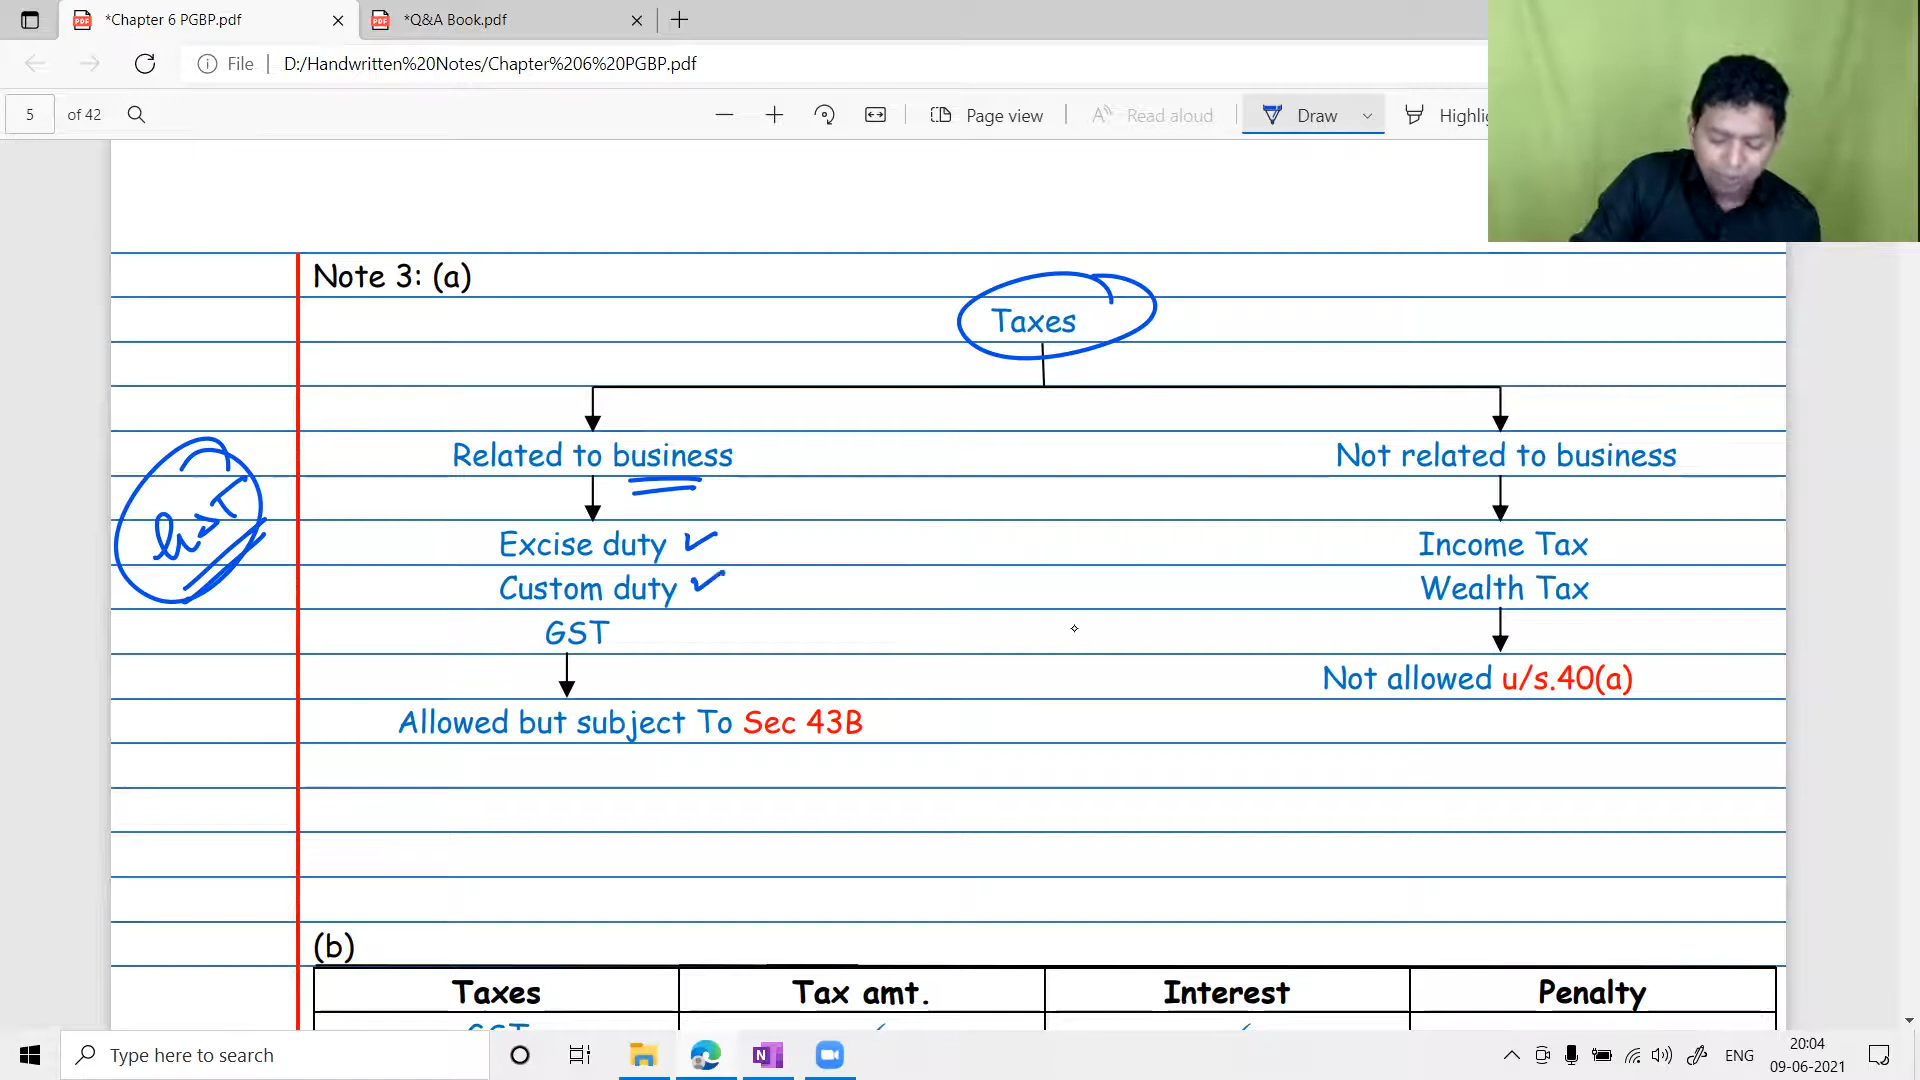 *Chapter 6 PGBP.pdf
*Q&A Book.pdf
File
D:/Handwritten%20Notes/Chapter%206%20PGBP.pdf
5 of 42
Page view
Read aloud
Draw
Note 3: (a)
Taxes
Related to business
Not related to business
Excise duty
Income Tax
Custom duty
Wealth Tax
GST
Not allowed u/s.40(a)
Allowed but subject To Sec 43B
(b)
Taxes Tax amt. Interest Penalty
GST
Type here to search
ENG
20:04
09-06-2021